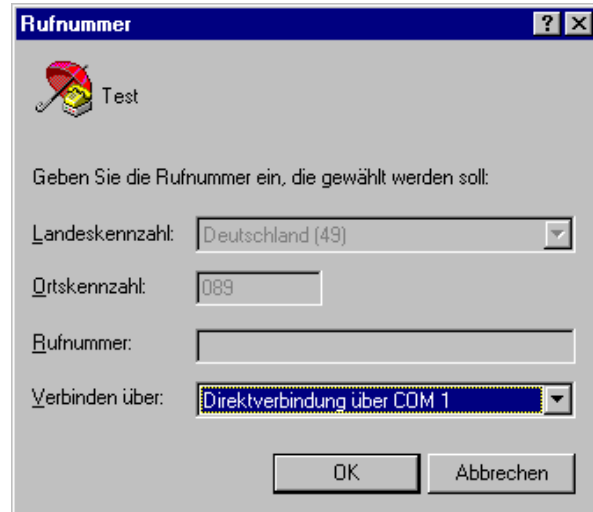 Rufnummer
Test
Geben Sie die Rufnummer ein, die gewählt werden soll:
Landeskennzahl: Deutschland (49)
Ortskennzahl: 089
Rufnummer:
Verbinden über: Direktverbindung über COM 1
OK Abbrechen